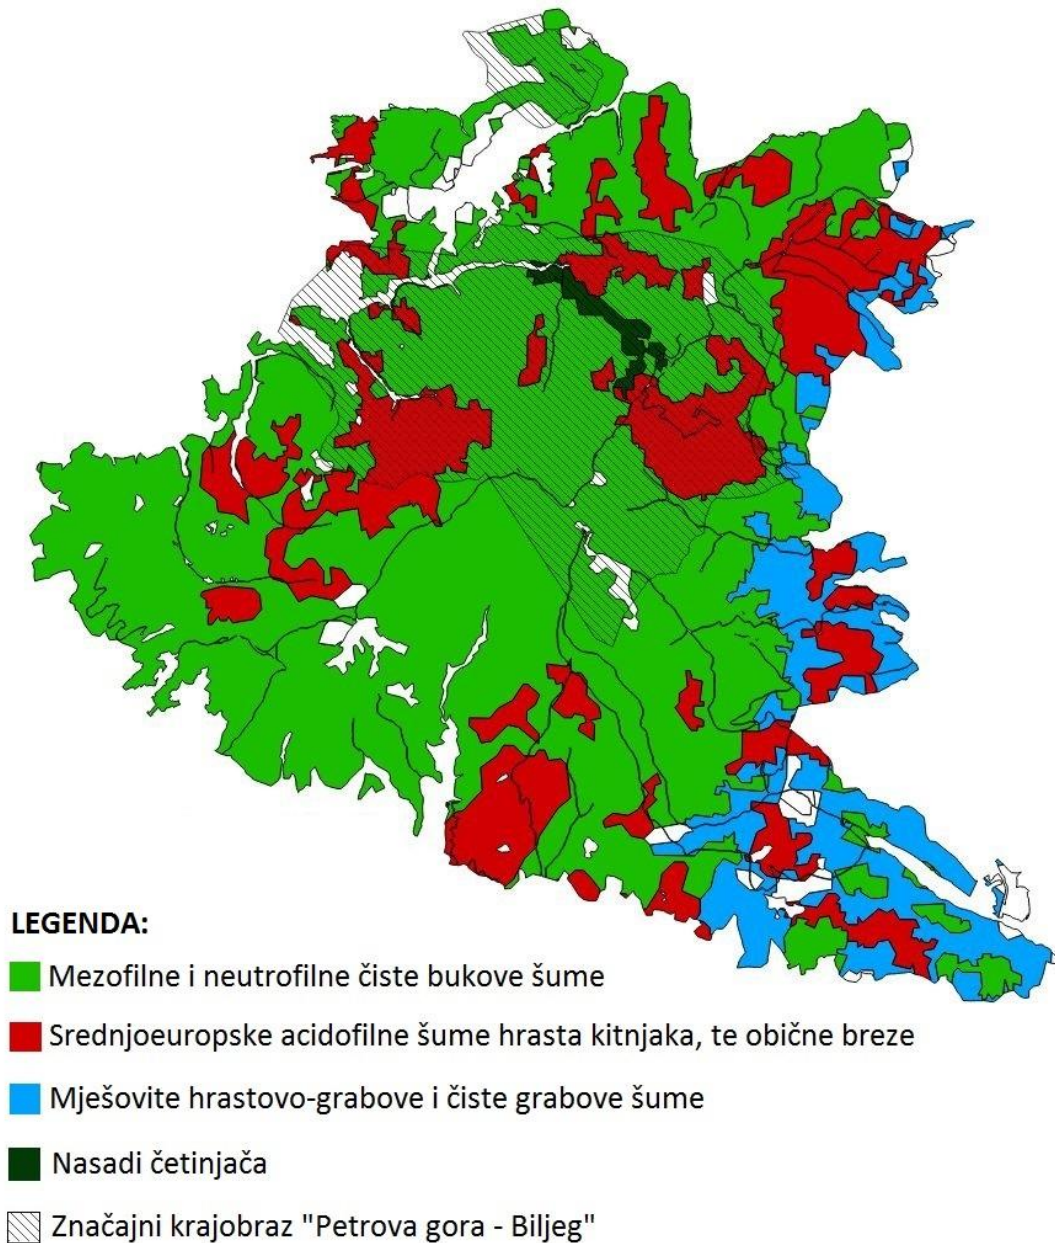 LEGENDA:
Mezofilne i neutrofilne čiste bukove šume
Srednjoeuropske acidofilne šume hrasta kitnjaka, te obične breze
Mješovite hrastovo-grabove i čiste grabove šume
Nasadi četinjača
Značajni krajobraz "Petrova gora - Biljeg"